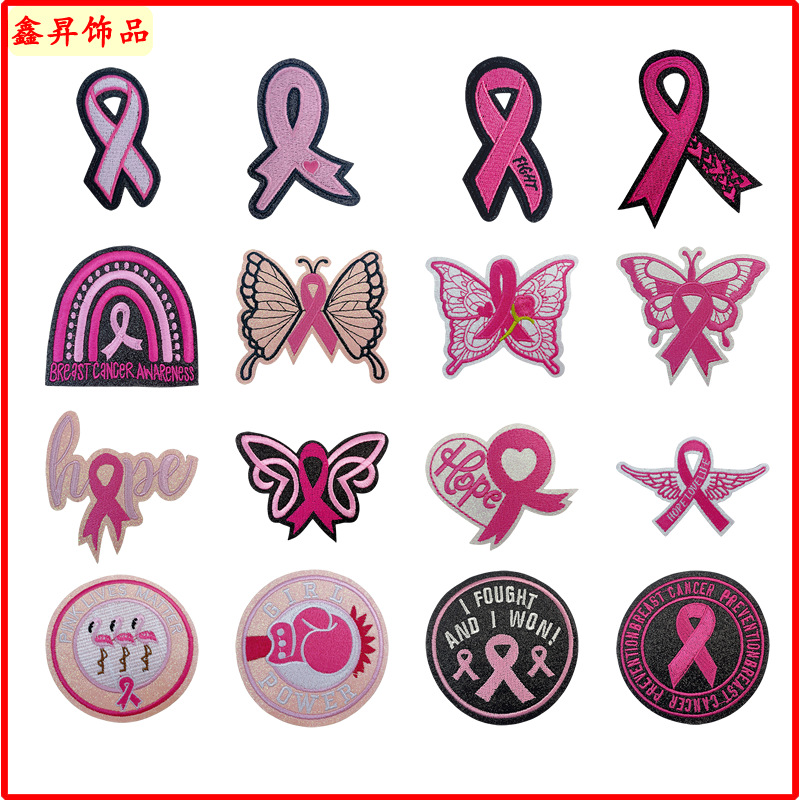 鑫昇饰品
FIGHT
BREAST CANCER AWARENESS
hope
Hope
HOPE LOVE LIFE
PINK LIVES MATTER
GIRL
POWER
I FOUGHT
AND I WON!
BREAST CANCER PREVENTION BREAST CANCER PREVENTION